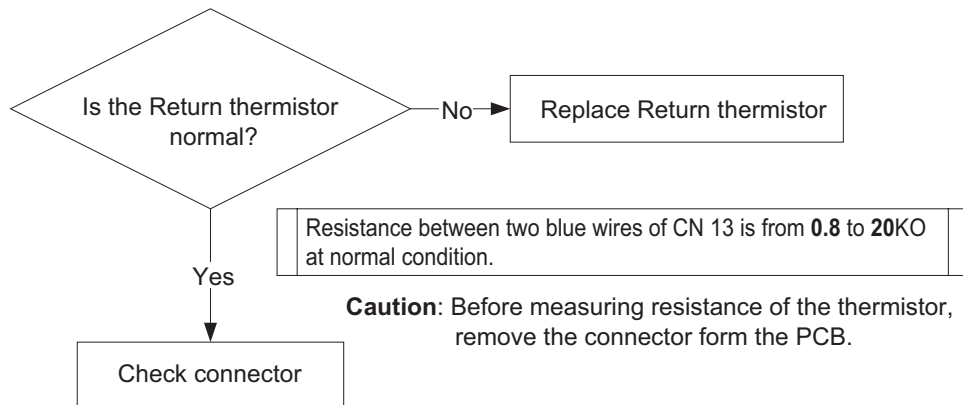 Is the Return thermistor
normal?
No
Replace Return thermistor
Resistance between two blue wires of CN 13 is from 0.8 to 20KO
at normal condition.
Yes
Caution: Before measuring resistance of the thermistor,
remove the connector form the PCB.
Check connector